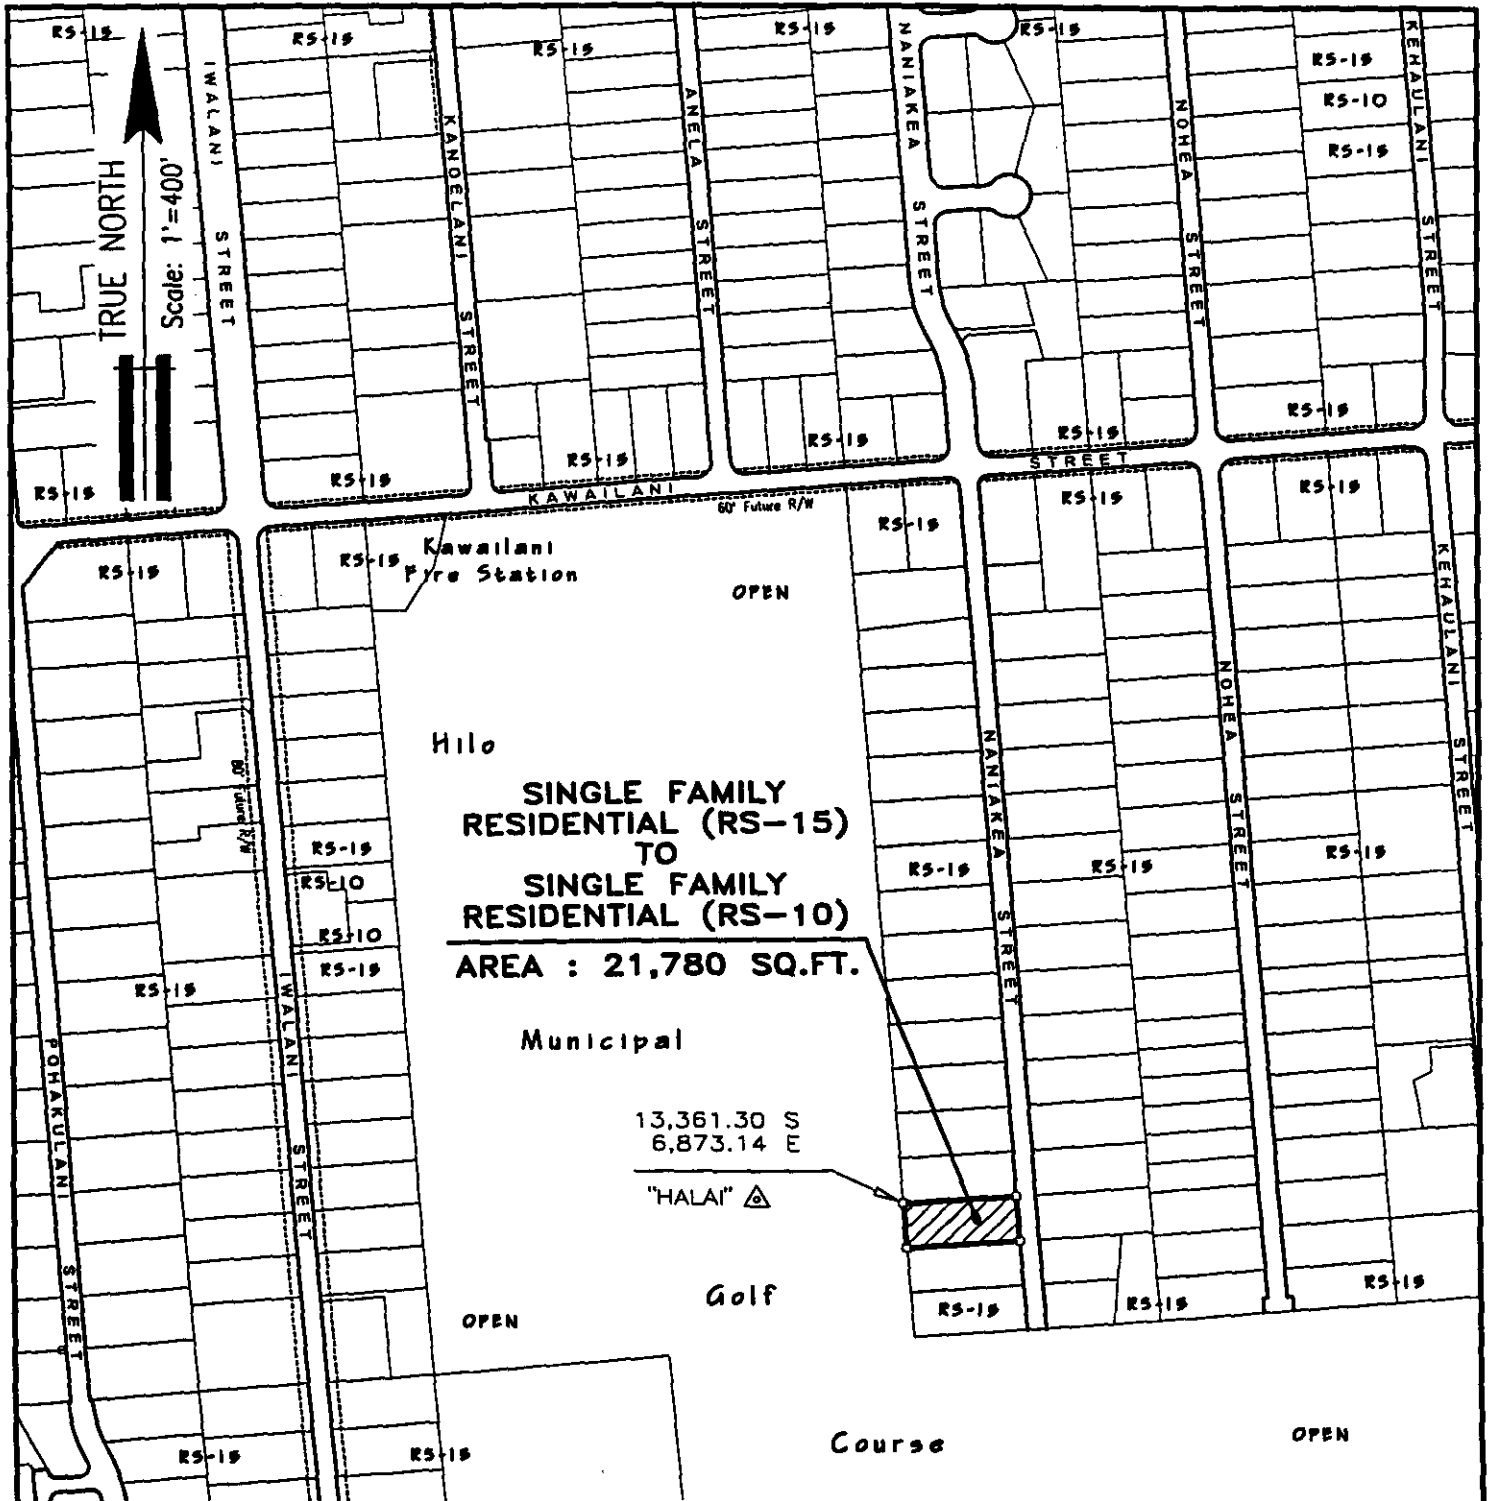 RS-15
RS-15
RS-15
RS-15
RS-15
RS-15
RS-10
RS-15
TRUE NORTH
Scale: 1'=400'
IWALANI STREET
KANOELANI STREET
ANELA STREET
NANIAKEA STREET
NOHEA STREET
KEHAULANI STREET
RS-15
RS-15
RS-15
RS-15
RS-15
RS-15
KAWAILANI STREET
60' Future R/W
RS-15
RS-15
Kawailani
Fire Station
OPEN
RS-15
RS-15
RS-15
60' Future R/W
Hilo
SINGLE FAMILY
RESIDENTIAL (RS-15)
TO
SINGLE FAMILY
RESIDENTIAL (RS-10)
AREA : 21,780 SQ.FT.
RS-15
RS-10
RS-10
RS-15
RS-15
RS-15
RS-15
RS-15
NANIAKEA STREET
NOHEA STREET
KEHAULANI STREET
POHAKULANI STREET
IWALANI STREET
Municipal
13,361.30 S
6,873.14 E
"HALAI"
Golf
OPEN
RS-15
RS-15
RS-15
Course
OPEN
RS-15
RS-15